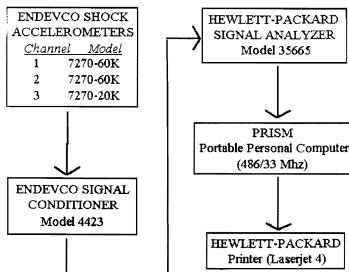 ENDEVCO SHOCK
ACCELEROMETERS
Channel Model
1 7270-60K
2 7270-60K
3 7270-20K
ENDEVCO SIGNAL
CONDITIONER
Model 4423
HEWLETT-PACKARD
SIGNAL ANALYZER
Model 35665
PRISM
Portable Personal Computer
(486/33 Mhz)
HEWLETT-PACKARD
Printer (Laserjet 4)